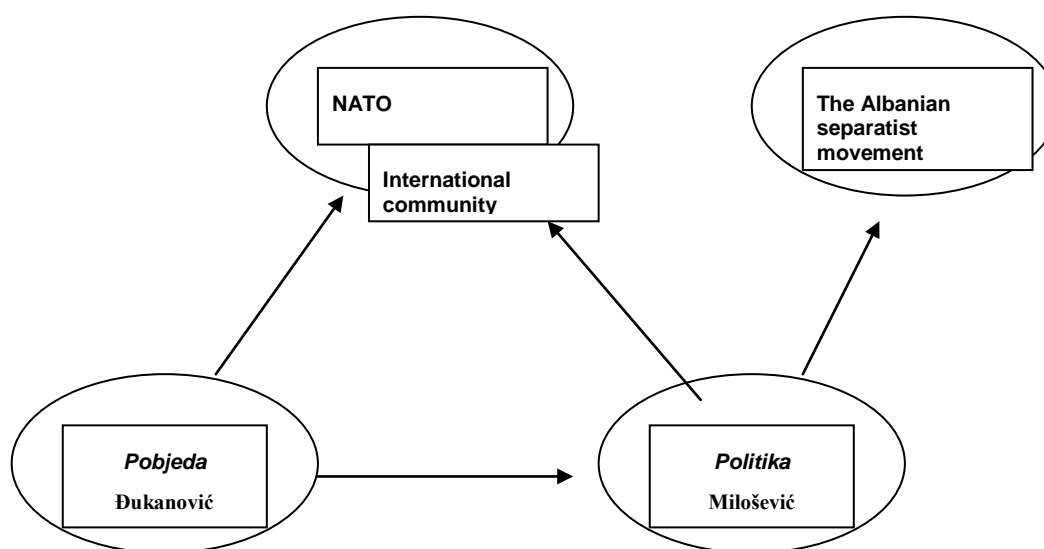 NATO
International
community
The Albanian
separatist
movement
Pobjeda
Đukanović
Politika
Milošević